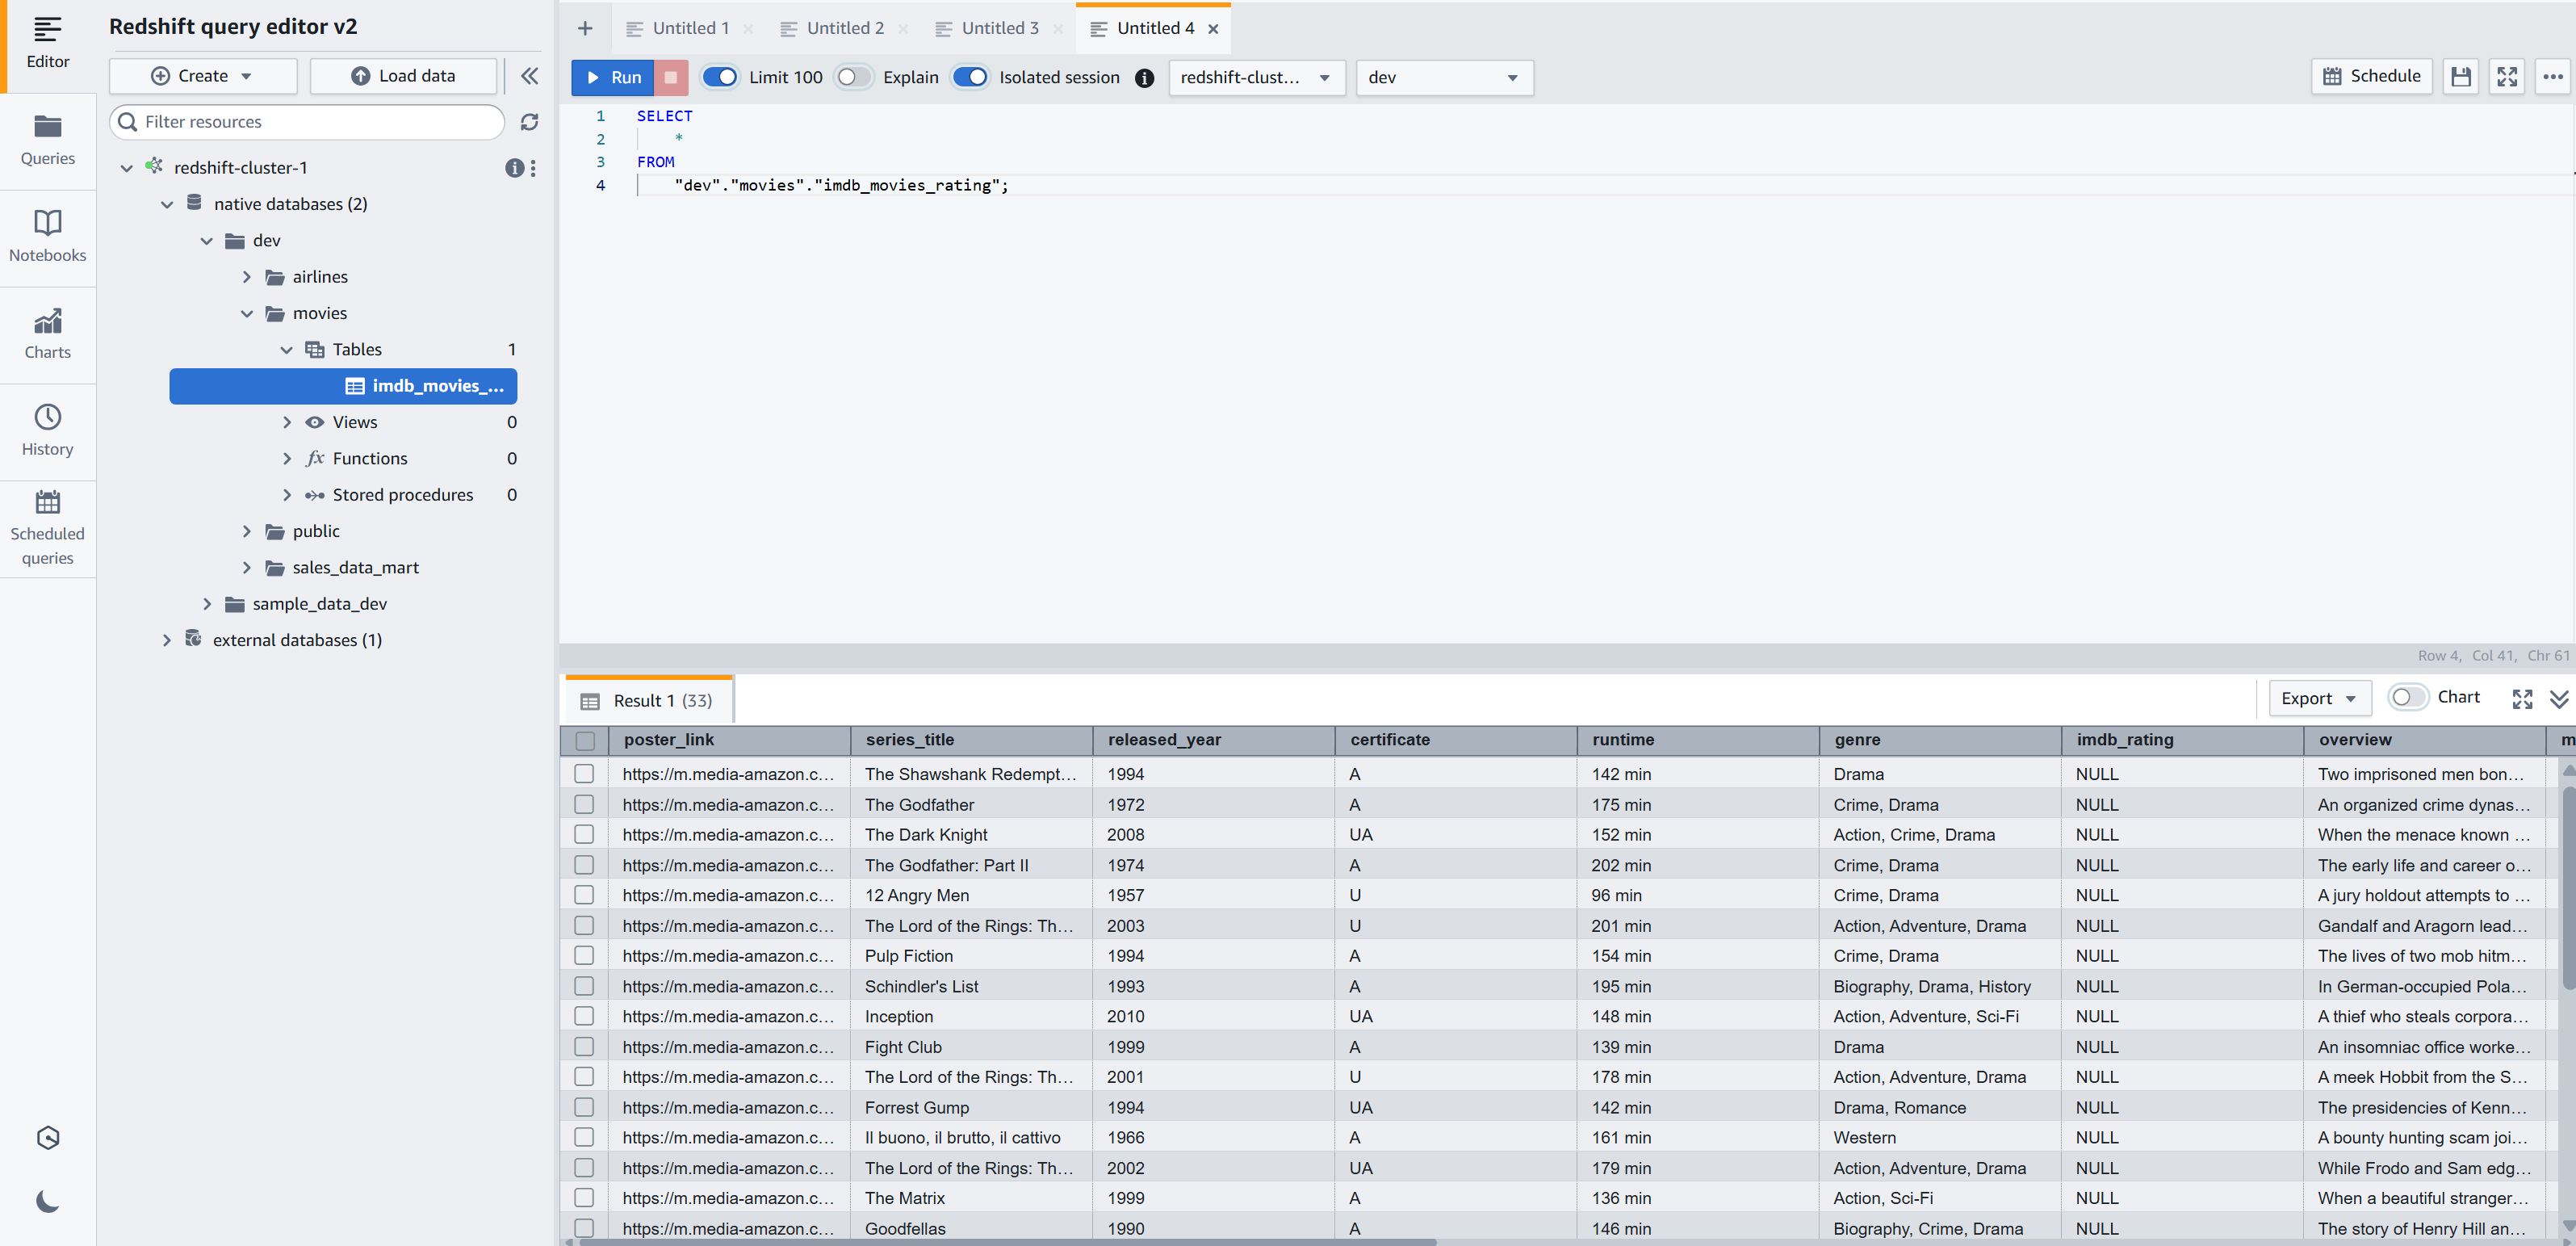 Editor
Queries
Notebooks
Charts
History
Scheduled
queries
Redshift query editor v2
Create
Load data
Filter resources
redshift-cluster-1
native databases (2)
dev
airlines
movies
Tables 1
imdb_movies_...
Views 0
fx Functions 0
Stored procedures 0
public
sales_data_mart
sample_data_dev
external databases (1)
+ Untitled 1 × Untitled 2 × Untitled 3 × Untitled 4 ×
Run Limit 100 Explain Isolated session i redshift-clust... dev Schedule
1 SELECT
2 *
3 FROM
4 "dev"."movies"."imdb_movies_rating";
Row 4, Col 41, Chr 61
Result 1 (33) Export Chart
poster_link series_title released_year certificate runtime genre imdb_rating overview m
https://m.media-amazon.c... The Shawshank Redempt... 1994 A 142 min Drama NULL Two imprisoned men bon...
https://m.media-amazon.c... The Godfather 1972 A 175 min Crime, Drama NULL An organized crime dynas...
https://m.media-amazon.c... The Dark Knight 2008 UA 152 min Action, Crime, Drama NULL When the menace known ...
https://m.media-amazon.c... The Godfather: Part II 1974 A 202 min Crime, Drama NULL The early life and career o...
https://m.media-amazon.c... 12 Angry Men 1957 U 96 min Crime, Drama NULL A jury holdout attempts to ...
https://m.media-amazon.c... The Lord of the Rings: Th... 2003 U 201 min Action, Adventure, Drama NULL Gandalf and Aragorn lead...
https://m.media-amazon.c... Pulp Fiction 1994 A 154 min Crime, Drama NULL The lives of two mob hitm...
https://m.media-amazon.c... Schindler's List 1993 A 195 min Biography, Drama, History NULL In German-occupied Pola...
https://m.media-amazon.c... Inception 2010 UA 148 min Action, Adventure, Sci-Fi NULL A thief who steals corpora...
https://m.media-amazon.c... Fight Club 1999 A 139 min Drama NULL An insomniac office worke...
https://m.media-amazon.c... The Lord of the Rings: Th... 2001 U 178 min Action, Adventure, Drama NULL A meek Hobbit from the S...
https://m.media-amazon.c... Forrest Gump 1994 UA 142 min Drama, Romance NULL The presidencies of Kenn...
https://m.media-amazon.c... Il buono, il brutto, il cattivo 1966 A 161 min Western NULL A bounty hunting scam joi...
https://m.media-amazon.c... The Lord of the Rings: Th... 2002 UA 179 min Action, Adventure, Drama NULL While Frodo and Sam edg...
https://m.media-amazon.c... The Matrix 1999 A 136 min Action, Sci-Fi NULL When a beautiful stranger...
https://m.media-amazon.c... Goodfellas 1990 A 146 min Biography, Crime, Drama NULL The story of Henry Hill an...